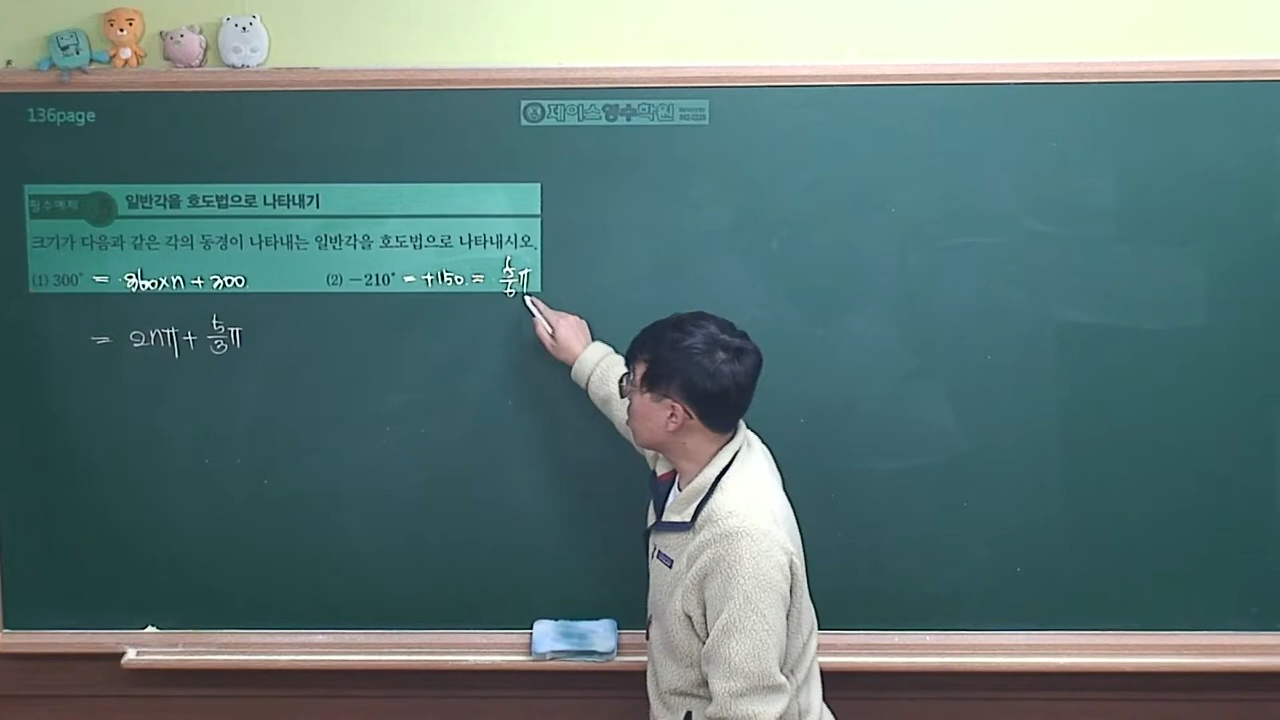 136page
제이스영수학원
필수예제
일반각을 호도법으로 나타내기
크기가 다음과 같은 각의 동경이 나타내는 일반각을 호도법으로 나타내시오.
(1) 300° = 360×n + 300
(2) -210° = +150 = 5/6 π
= 2nπ + 5/3 π